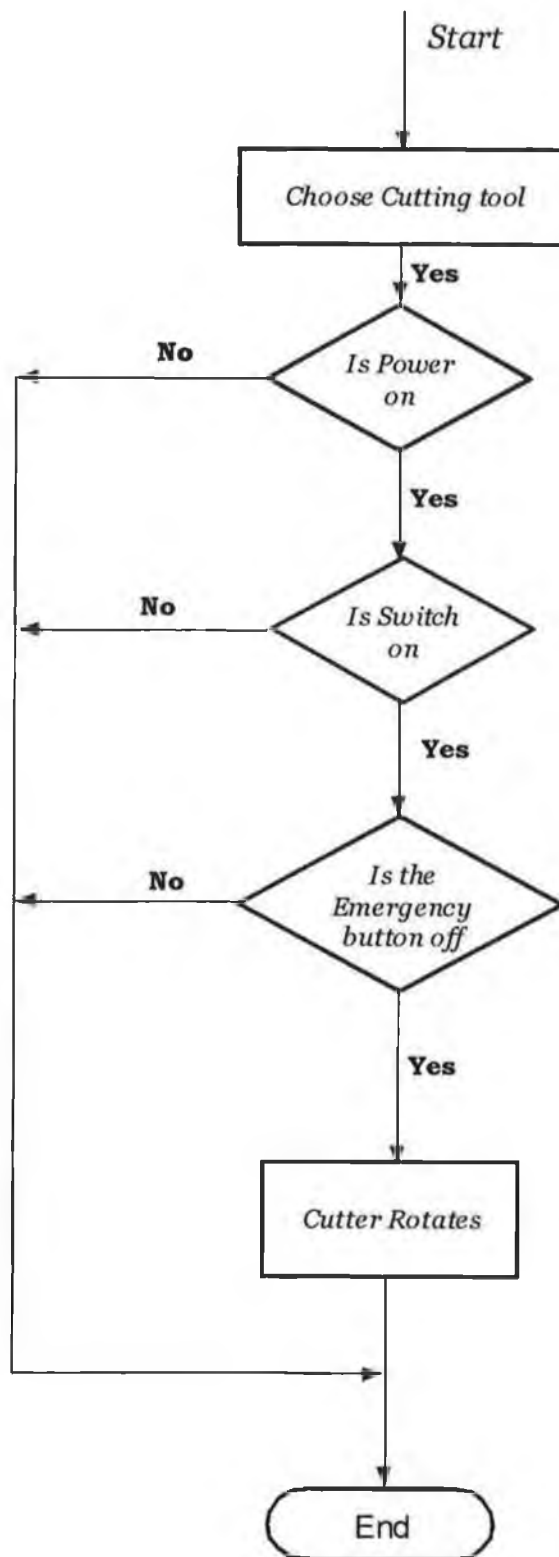 Start
Choose Cutting tool
Yes
No
Is Power
on
Yes
No
Is Switch
on
Yes
No
Is the
Emergency
button off
Yes
Cutter Rotates
End